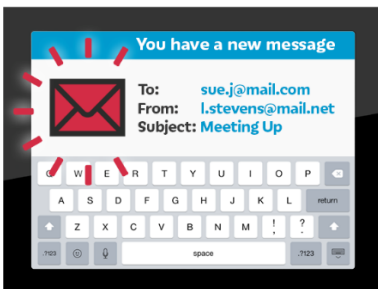 You have a new message
To: sue.j@mail.com
From: l.stevens@mail.net
Subject: Meeting Up
W E R T Y U I O P
A S D F G H J K L return
Z X C V B N M ! , ? .
.?123 space .?123